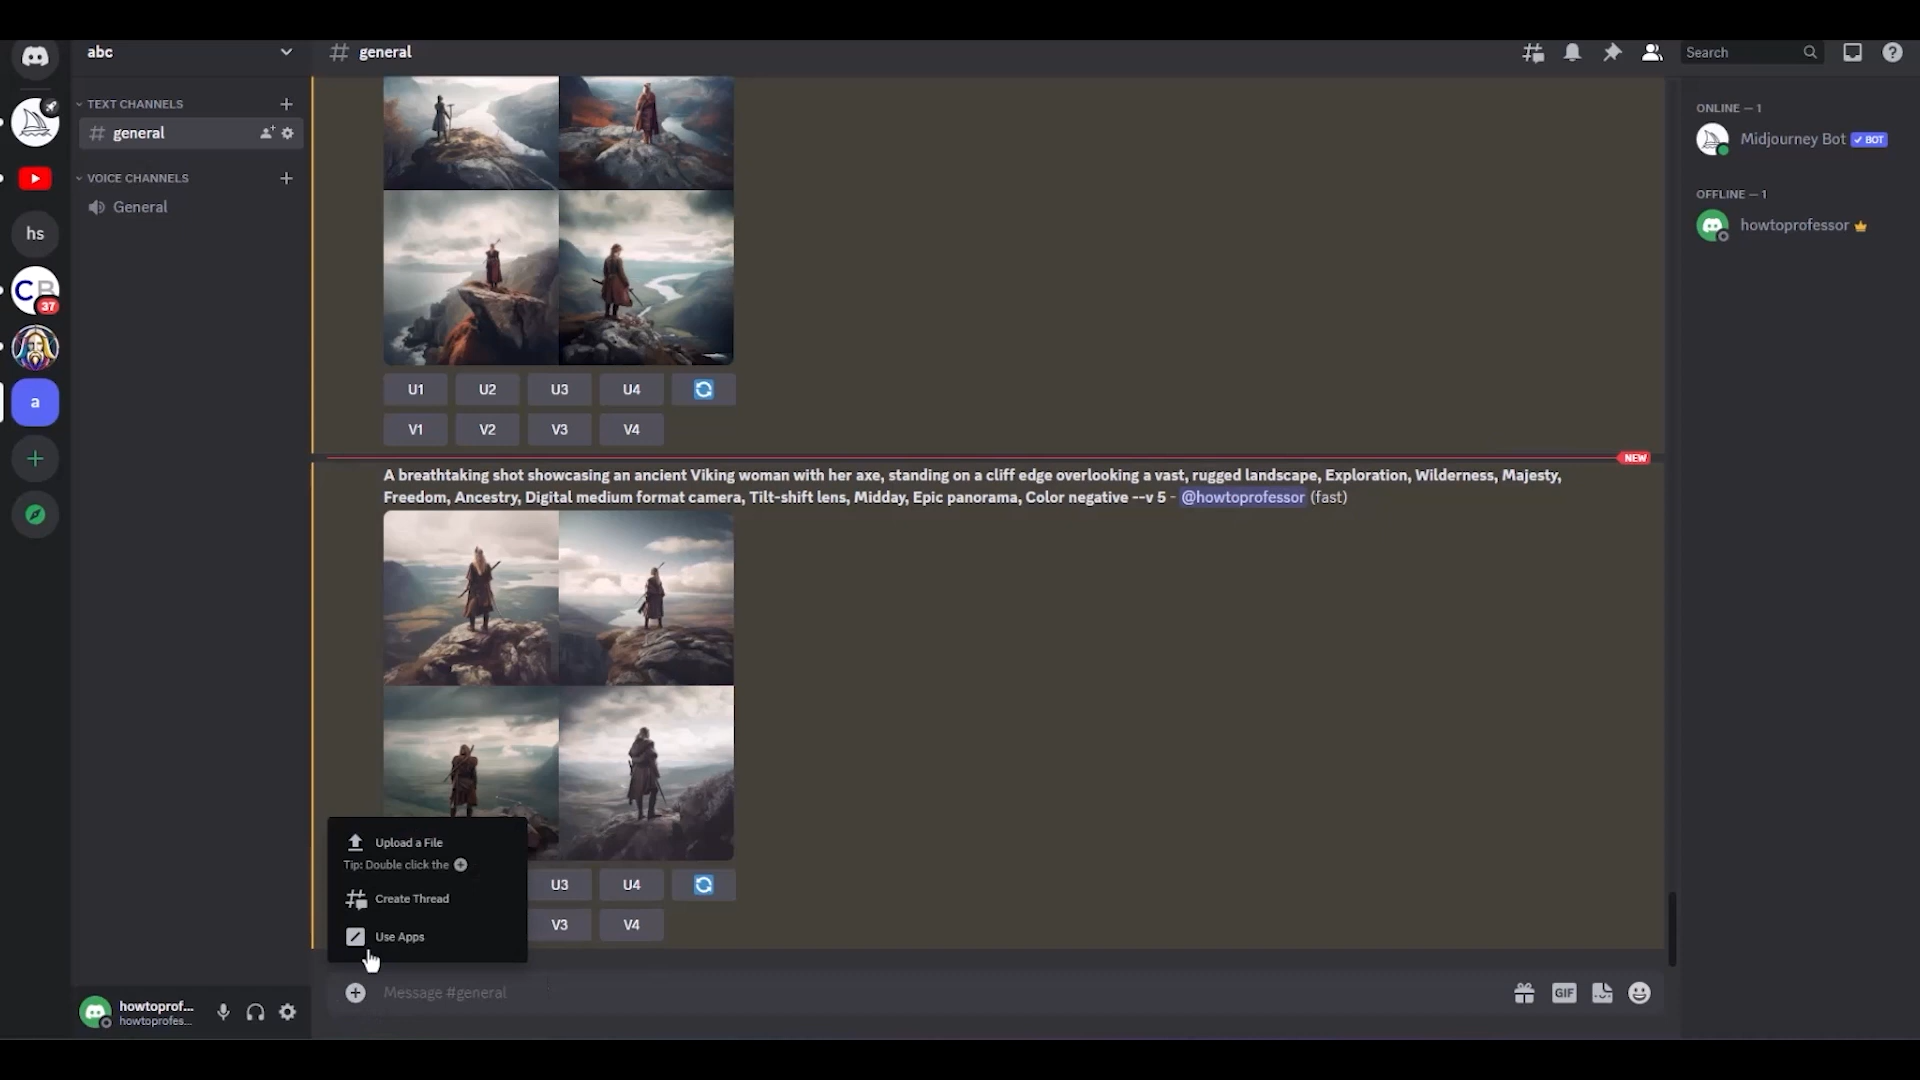 abc
general
Search
TEXT CHANNELS
general
VOICE CHANNELS
General
hs
CB
37
a
U1 U2 U3 U4
V1 V2 V3 V4
NEW
A breathtaking shot showcasing an ancient Viking woman with her axe, standing on a cliff edge overlooking a vast, rugged landscape, Exploration, Wilderness, Majesty,
Freedom, Ancestry, Digital medium format camera, Tilt-shift lens, Midday, Epic panorama, Color negative --v 5 - @howtoprofessor (fast)
Upload a File
Tip: Double click the
Create Thread
Use Apps
U3 U4
V3 V4
Message #general
GIF
howtoprof...
howtoprofes...
ONLINE — 1
Midjourney Bot BOT
OFFLINE — 1
howtoprofessor